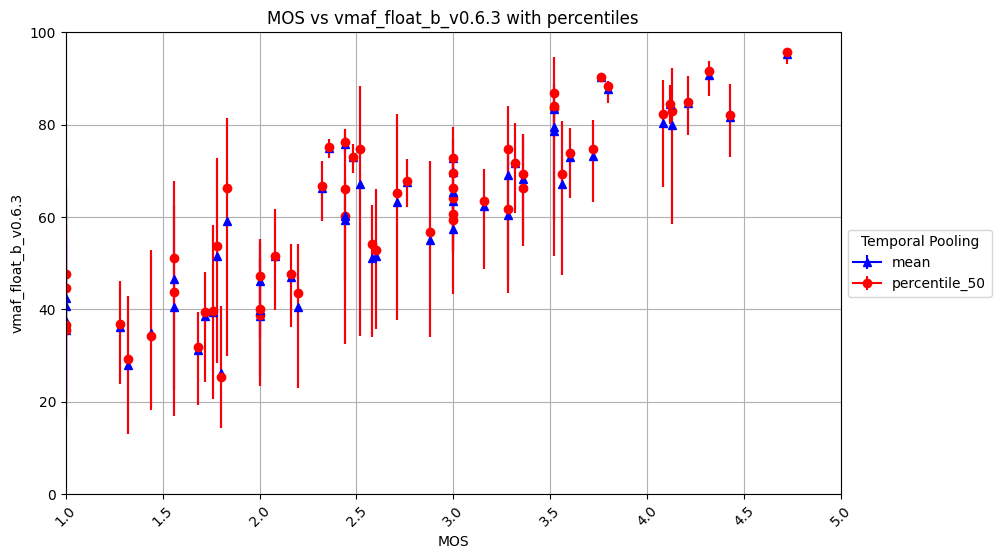 MOS vs vmaf_float_b_v0.6.3 with percentiles
100
80
60
40
20
0
vmaf_float_b_v0.6.3
1.0
1.5
2.0
2.5
3.0
3.5
4.0
4.5
5.0
MOS
Temporal Pooling
mean
percentile_50